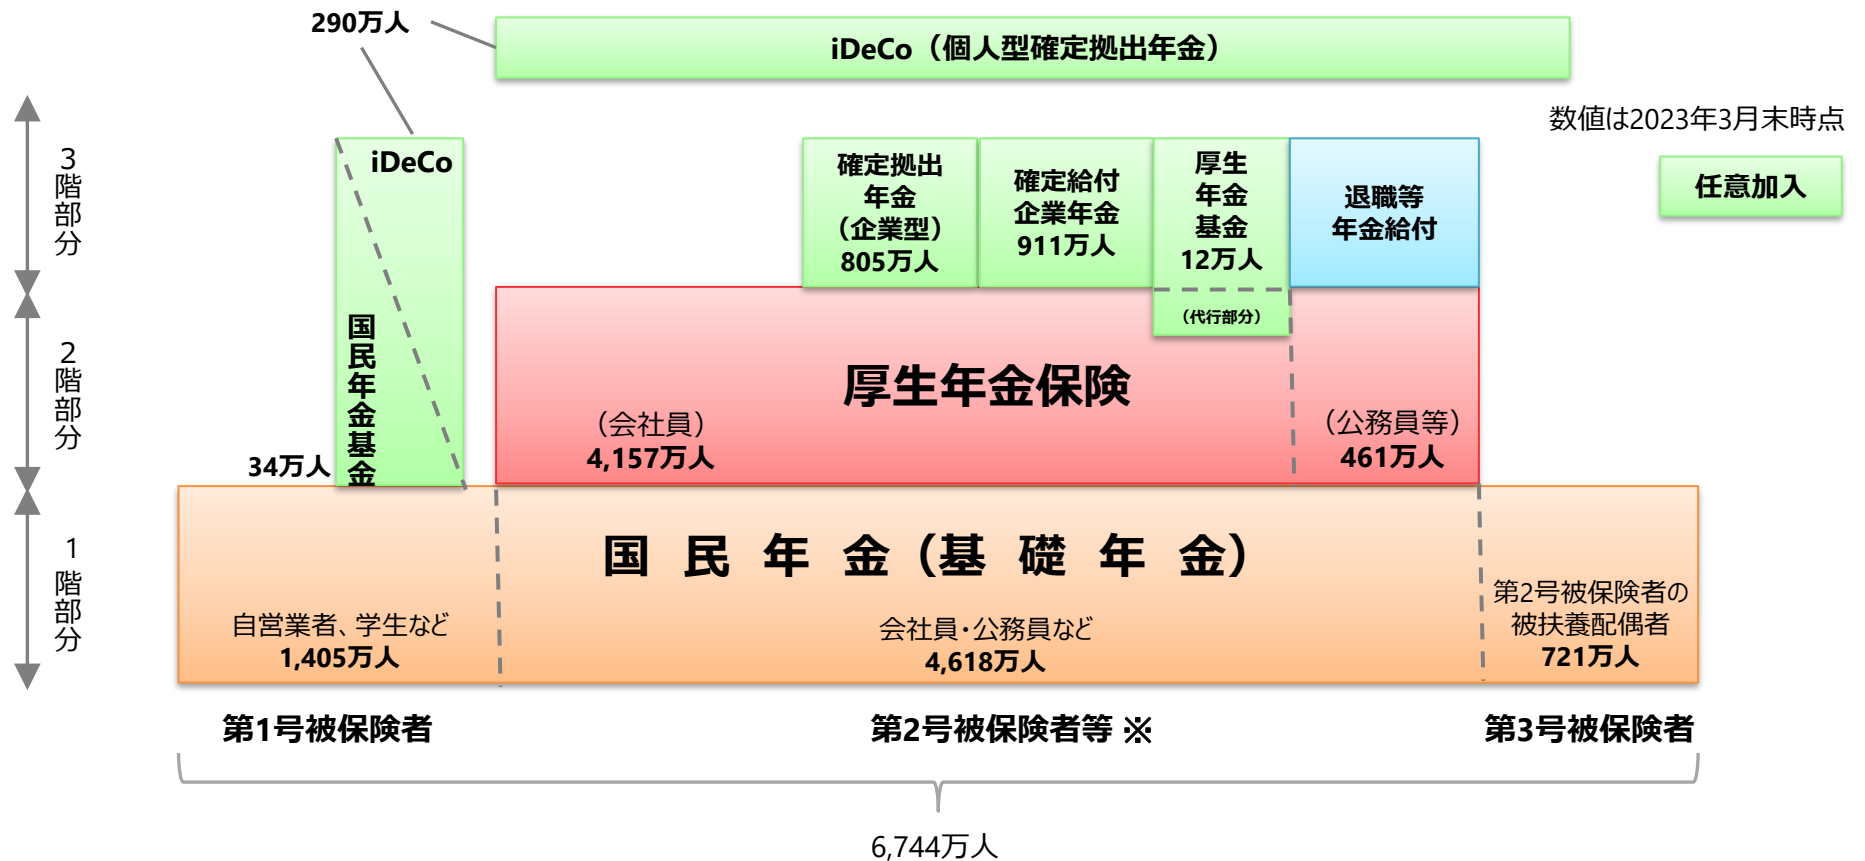 290万人
iDeCo（個人型確定拠出年金）
数値は2023年3月末時点
任意加入
3階部分
2階部分
1階部分
iDeCo
国民年金基金
34万人
確定拠出
年金
（企業型）
805万人
確定給付
企業年金
911万人
厚生
年金
基金
12万人
（代行部分）
退職等
年金給付
厚生年金保険
（会社員）
4,157万人
（公務員等）
461万人
国 民 年 金（基 礎 年 金）
自営業者、学生など
1,405万人
会社員・公務員など
4,618万人
第2号被保険者の
被扶養配偶者
721万人
第1号被保険者
第2号被保険者等 ※
第3号被保険者
6,744万人